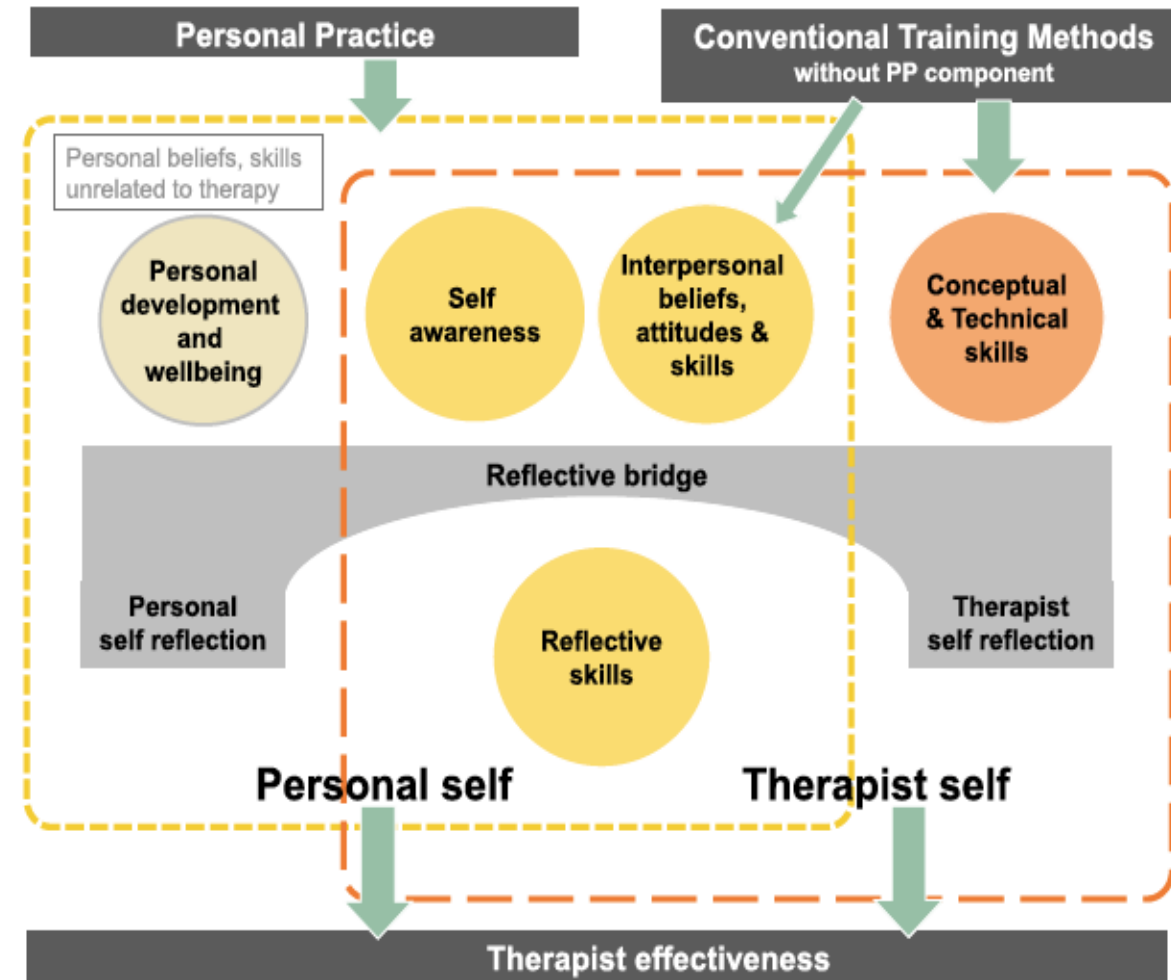 Personal Practice
Conventional Training Methods
without PP component
Personal beliefs, skills
unrelated to therapy
Personal
development
and
wellbeing
Self
awareness
Interpersonal
beliefs,
attitudes &
skills
Conceptual
& Technical
skills
Reflective bridge
Personal
self reflection
Reflective
skills
Therapist
self reflection
Personal self
Therapist self
Therapist effectiveness